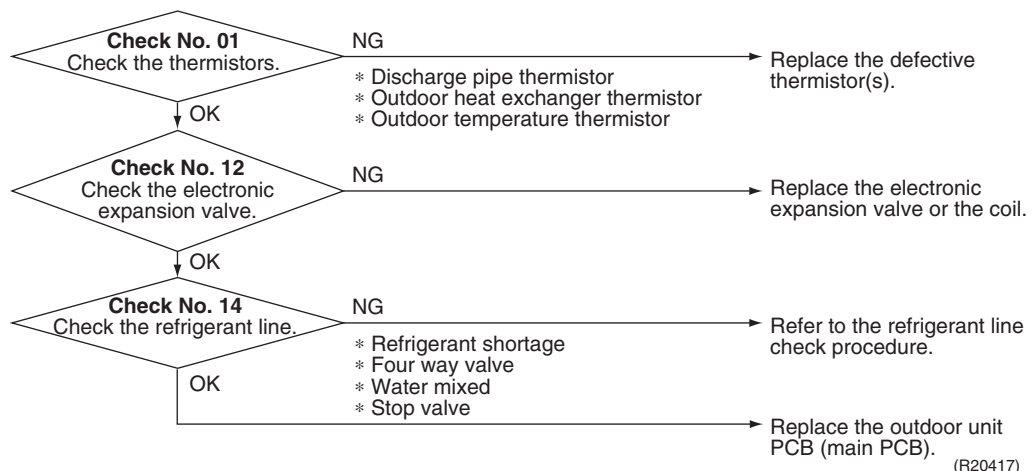 Check No. 01
Check the thermistors.
NG
∗ Discharge pipe thermistor
∗ Outdoor heat exchanger thermistor
∗ Outdoor temperature thermistor
Replace the defective
thermistor(s).
OK
Check No. 12
Check the electronic
expansion valve.
NG
Replace the electronic
expansion valve or the coil.
OK
Check No. 14
Check the refrigerant line.
NG
∗ Refrigerant shortage
∗ Four way valve
∗ Water mixed
∗ Stop valve
Refer to the refrigerant line
check procedure.
OK
Replace the outdoor unit
PCB (main PCB).
(R20417)